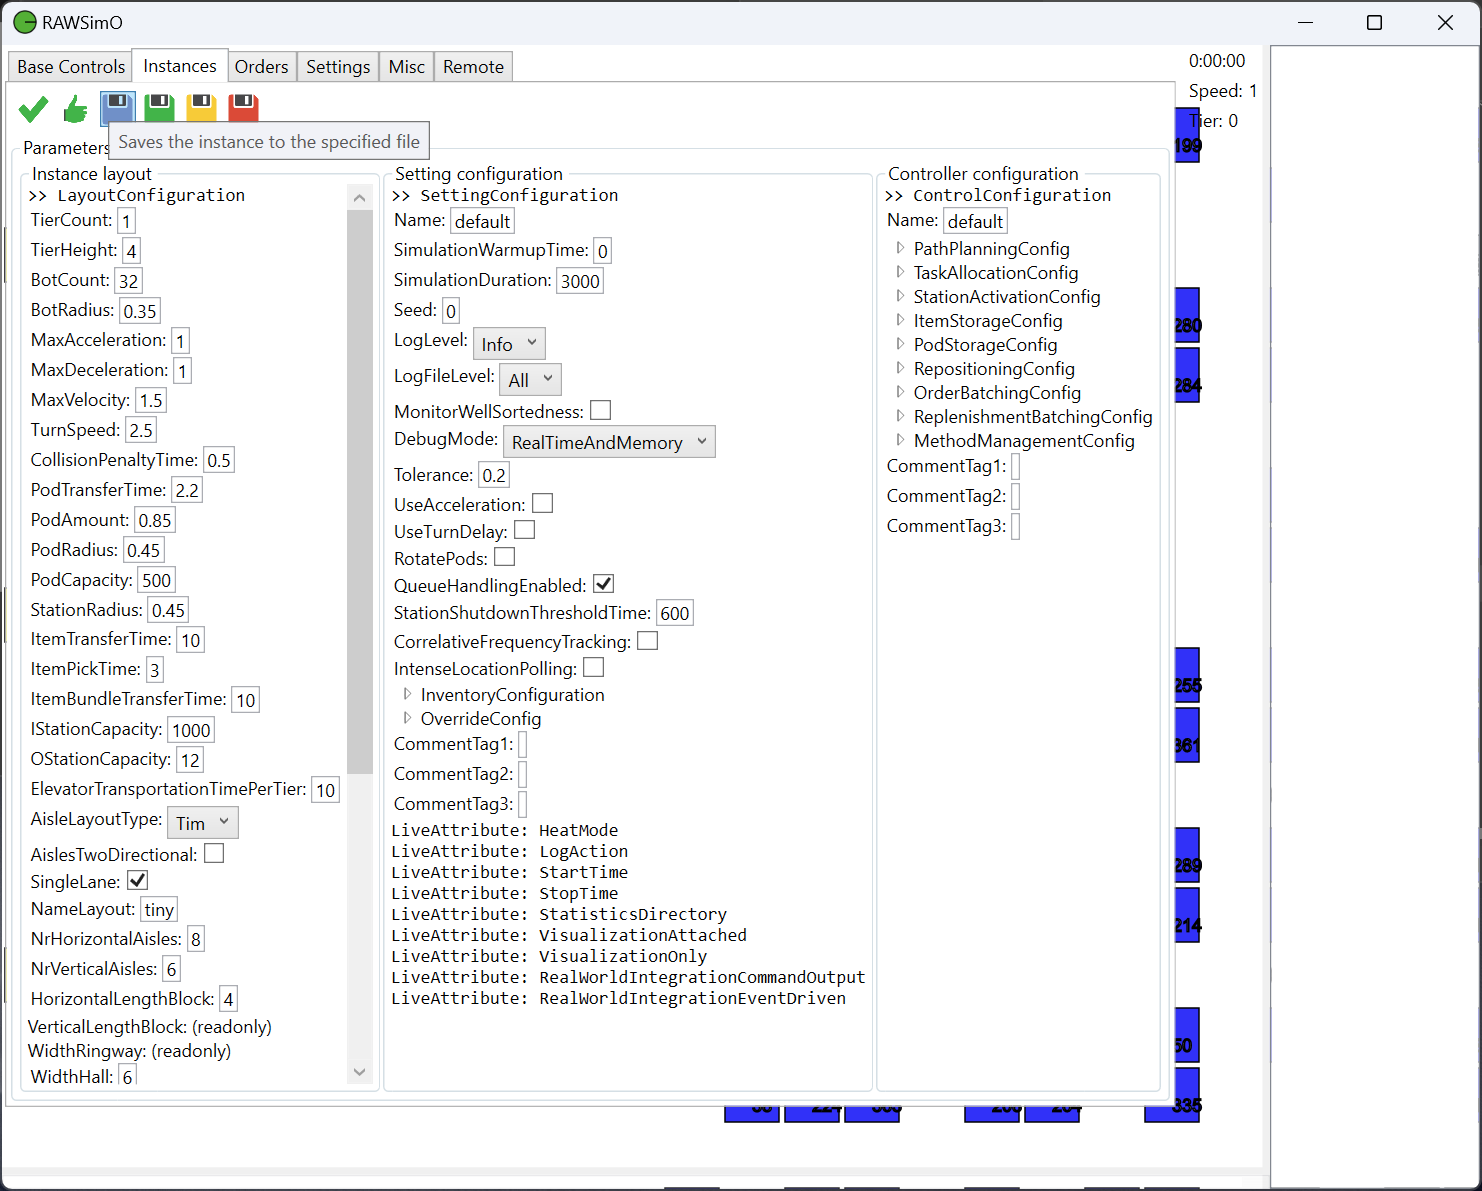 RAWSimO
Base Controls
Instances
Orders
Settings
Misc
Remote
0:00:00
Speed: 1
Tier: 0
Saves the instance to the specified file
Parameters
Instance layout
>> LayoutConfiguration
TierCount: 1
TierHeight: 4
BotCount: 32
BotRadius: 0.35
MaxAcceleration: 1
MaxDeceleration: 1
MaxVelocity: 1.5
TurnSpeed: 2.5
CollisionPenaltyTime: 0.5
PodTransferTime: 2.2
PodAmount: 0.85
PodRadius: 0.45
PodCapacity: 500
StationRadius: 0.45
ItemTransferTime: 10
ItemPickTime: 3
ItemBundleTransferTime: 10
IStationCapacity: 1000
OStationCapacity: 12
ElevatorTransportationTimePerTier: 10
AisleLayoutType: Tim
AislesTwoDirectional:
SingleLane:
NameLayout: tiny
NrHorizontalAisles: 8
NrVerticalAisles: 6
HorizontalLengthBlock: 4
VerticalLengthBlock: (readonly)
WidthRingway: (readonly)
WidthHall: 6
Setting configuration
>> SettingConfiguration
Name: default
SimulationWarmupTime: 0
SimulationDuration: 3000
Seed: 0
LogLevel: Info
LogFileLevel: All
MonitorWellSortedness:
DebugMode: RealTimeAndMemory
Tolerance: 0.2
UseAcceleration:
UseTurnDelay:
RotatePods:
QueueHandlingEnabled:
StationShutdownThresholdTime: 600
CorrelativeFrequencyTracking:
IntenseLocationPolling:
InventoryConfiguration
OverrideConfig
CommentTag1:
CommentTag2:
CommentTag3:
LiveAttribute: HeatMode
LiveAttribute: LogAction
LiveAttribute: StartTime
LiveAttribute: StopTime
LiveAttribute: StatisticsDirectory
LiveAttribute: VisualizationAttached
LiveAttribute: VisualizationOnly
LiveAttribute: RealWorldIntegrationCommandOutput
LiveAttribute: RealWorldIntegrationEventDriven
Controller configuration
>> ControlConfiguration
Name: default
PathPlanningConfig
TaskAllocationConfig
StationActivationConfig
ItemStorageConfig
PodStorageConfig
RepositioningConfig
OrderBatchingConfig
ReplenishmentBatchingConfig
MethodManagementConfig
CommentTag1:
CommentTag2:
CommentTag3:
199
280
284
255
361
289
214
50
335